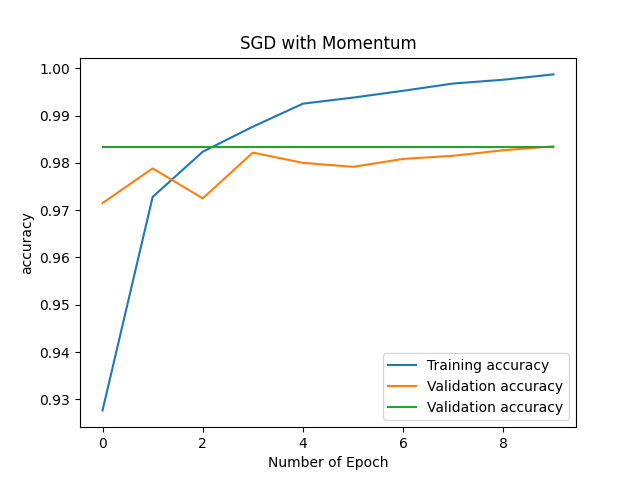 SGD with Momentum
1.00
0.99
0.98
0.97
0.96
0.95
0.94
0.93
accuracy
Training accuracy
Validation accuracy
Validation accuracy
0 2 4 6 8
Number of Epoch